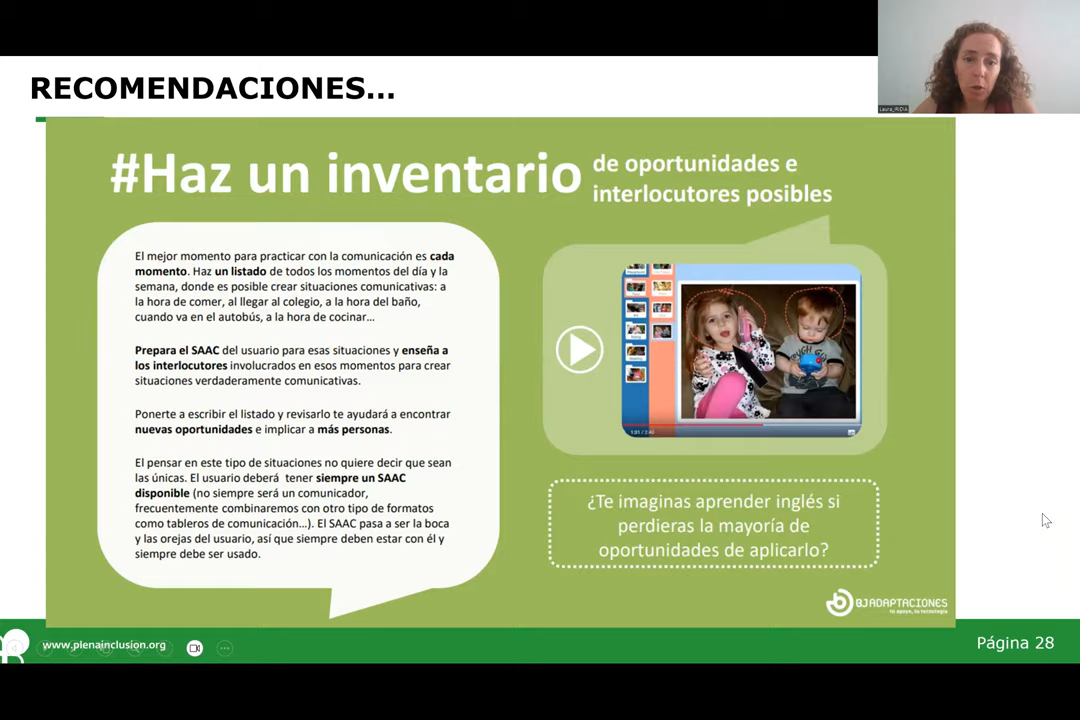 RECOMENDACIONES...
Laura_IRIDIA
#Haz un inventario
de oportunidades e
interlocutores posibles
El mejor momento para practicar con la comunicación es cada
momento. Haz un listado de todos los momentos del día y la
semana, donde es posible crear situaciones comunicativas: a
la hora de comer, al llegar al colegio, a la hora del baño,
cuando va en el autobús, a la hora de cocinar...
Prepara el SAAC del usuario para esas situaciones y enseña a
los interlocutores involucrados en esos momentos para crear
situaciones verdaderamente comunicativas.
Ponerte a escribir el listado y revisarlo te ayudará a encontrar
nuevas oportunidades e implicar a más personas.
El pensar en este tipo de situaciones no quiere decir que sean
las únicas. El usuario deberá tener siempre un SAAC
disponible (no siempre será un comunicador,
frecuentemente combinaremos con otro tipo de formatos
como tableros de comunicación...). El SAAC pasa a ser la boca
y las orejas del usuario, así que siempre deben estar con él y
siempre debe ser usado.
¿Te imaginas aprender inglés si
perdieras la mayoría de
oportunidades de aplicarlo?
BJADAPTACIONES
tu apoyo, la tecnología
www.plenainclusion.org
Página 28